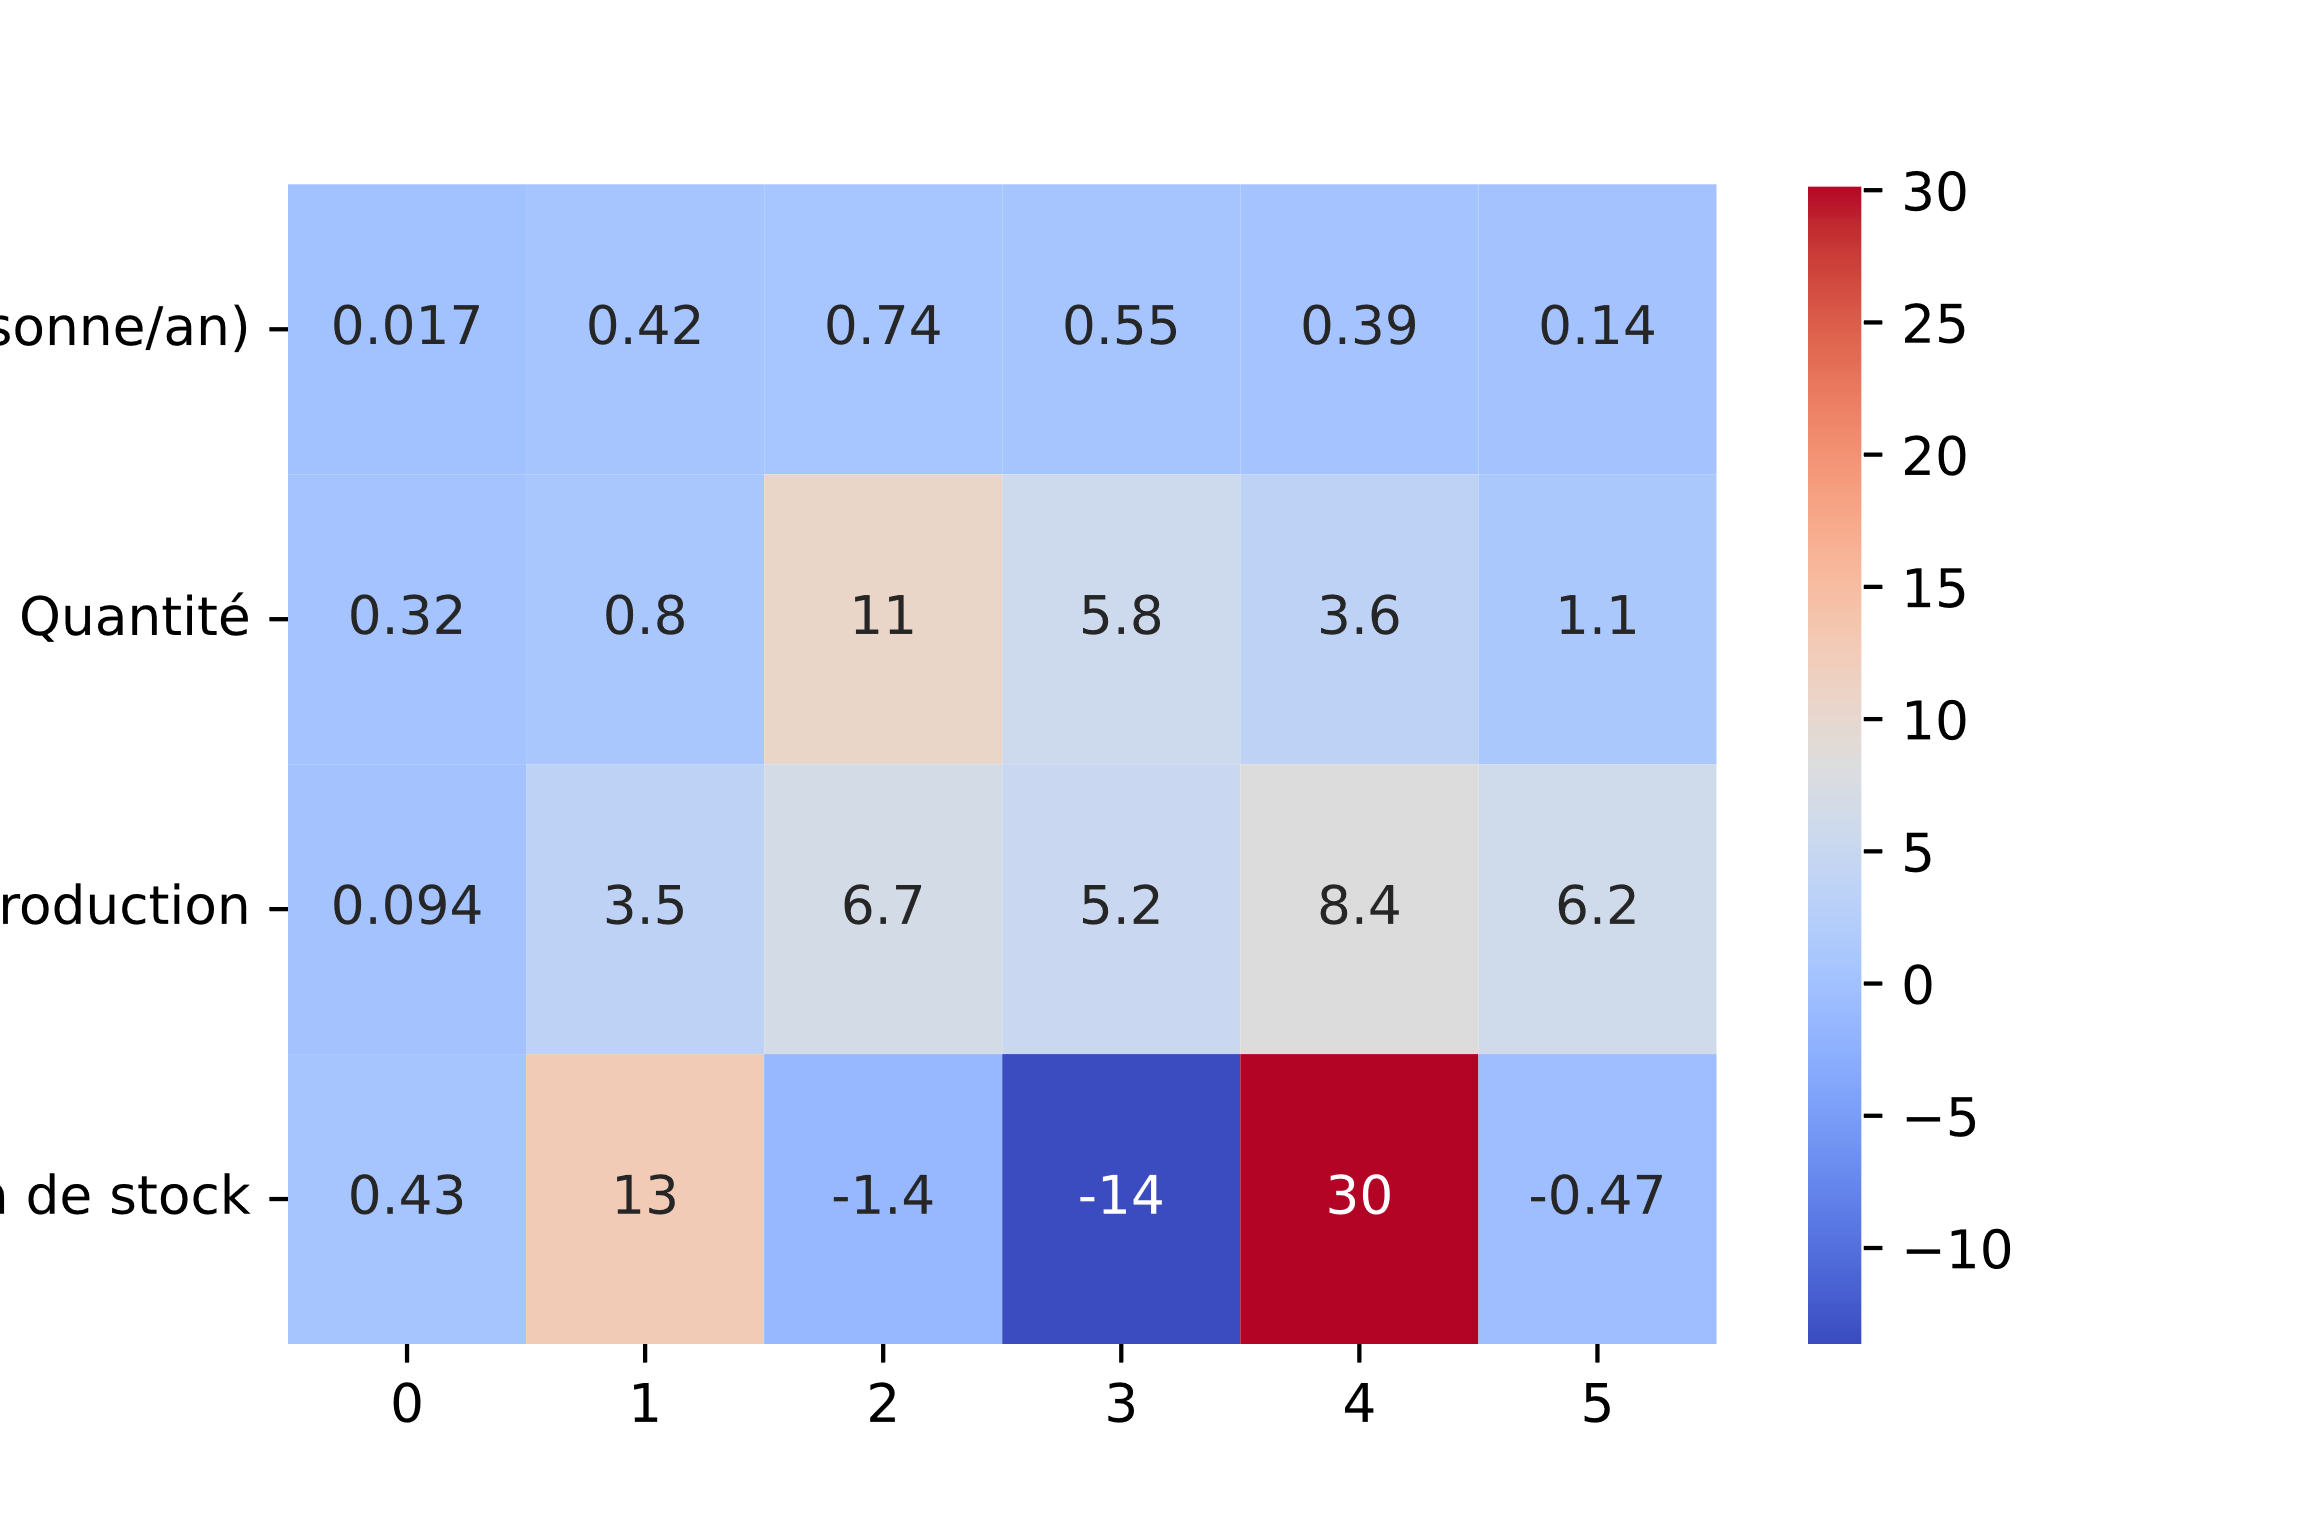 30
sonne/an) 0.017 0.42 0.74 0.55 0.39 0.14 25
20
Quantité 0.32 0.8 11 5.8 3.6 1.1 15
10
roduction 0.094 3.5 6.7 5.2 8.4 6.2 5
0
−5
de stock 0.43 13 -1.4 -14 30 -0.47
−10
0 1 2 3 4 5